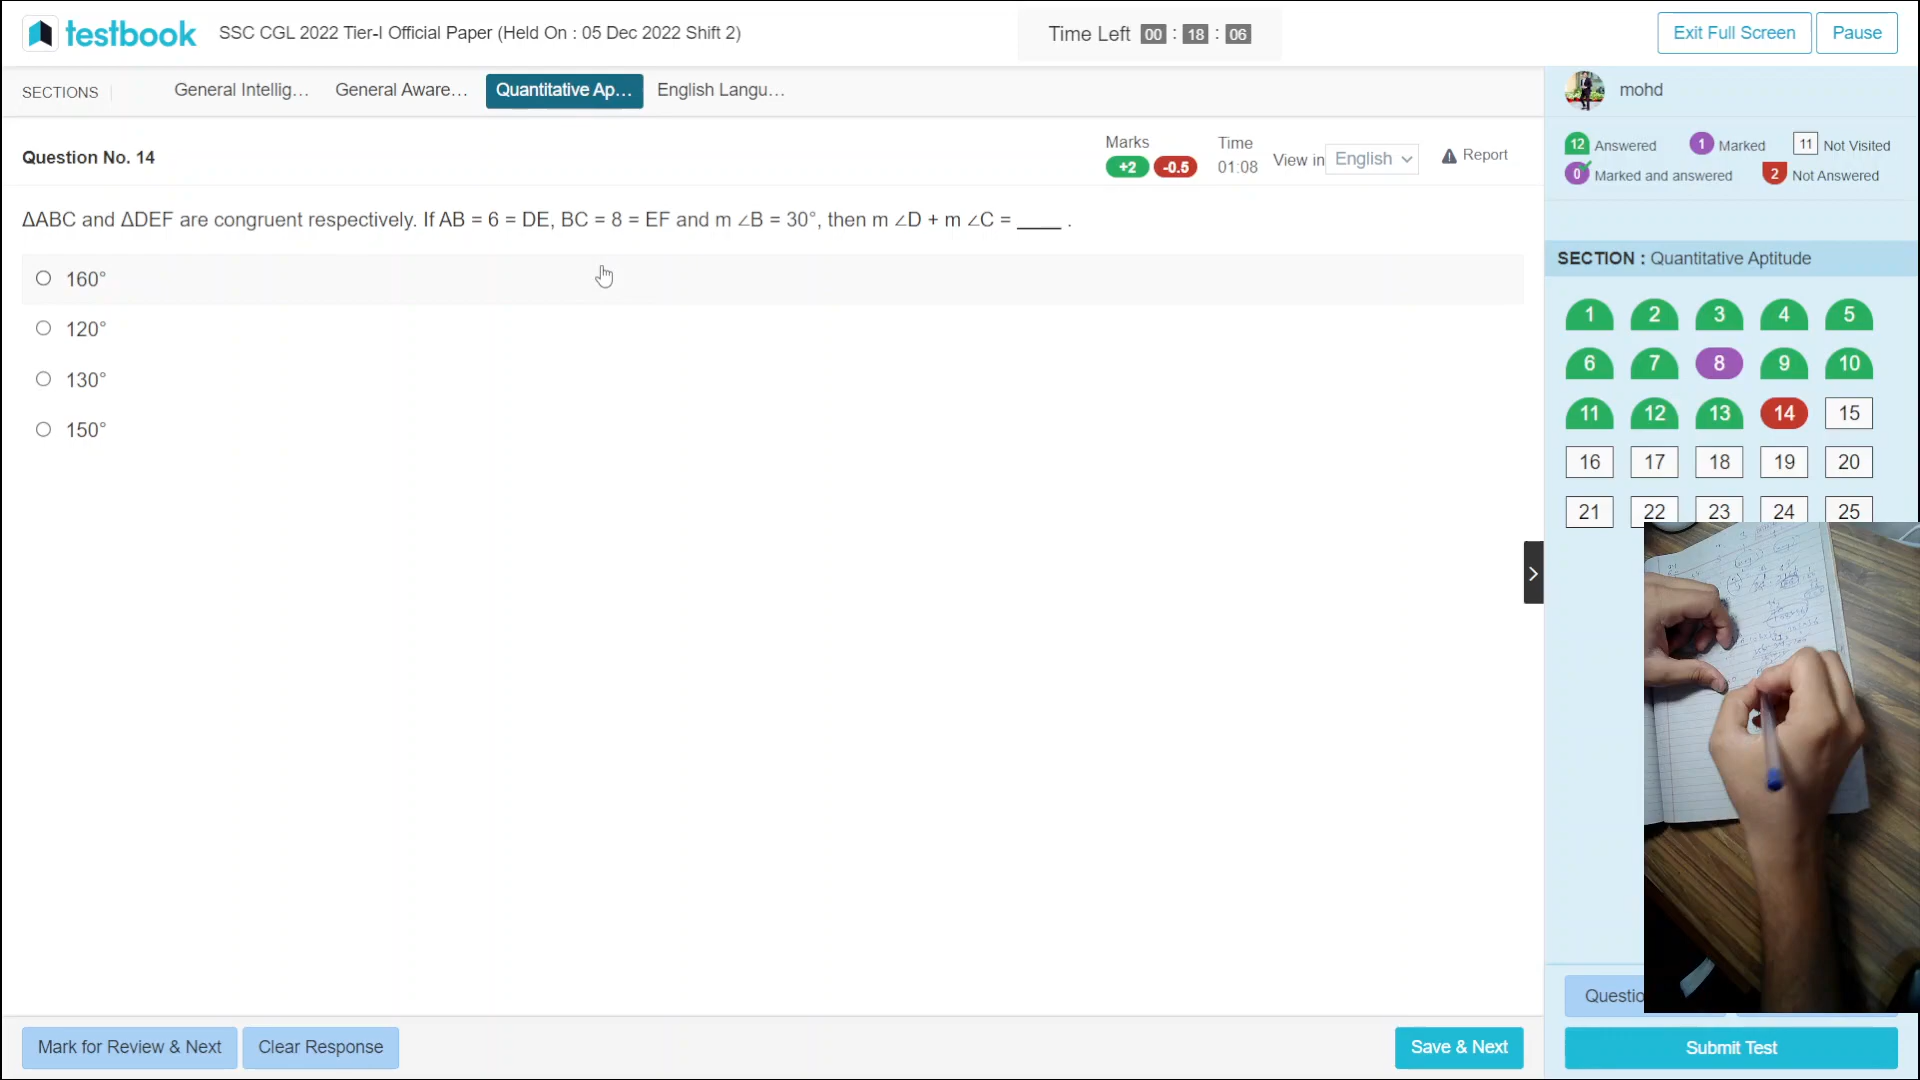 testbook
SSC CGL 2022 Tier-I Official Paper (Held On : 05 Dec 2022 Shift 2)
Time Left 00 : 18 : 06
Exit Full Screen
Pause
SECTIONS
General Intellig...
General Aware...
Quantitative Ap...
English Langu...
mohd
12 Answered
1 Marked
11 Not Visited
0 Marked and answered
2 Not Answered
Question No. 14
Marks
+2 -0.5
Time
01:08
View in English
Report
ΔABC and ΔDEF are congruent respectively. If AB = 6 = DE, BC = 8 = EF and m ∠B = 30°, then m ∠D + m ∠C = ____ .
160°
120°
130°
150°
SECTION : Quantitative Aptitude
1 2 3 4 5
6 7 8 9 10
11 12 13 14 15
16 17 18 19 20
21 22 23 24 25
Mark for Review & Next
Clear Response
Save & Next
Submit Test